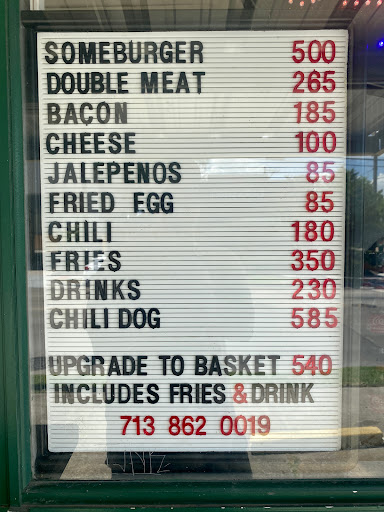 SOMEBURGER 500
DOUBLE MEAT 265
BACON 185
CHEESE 100
JALEPENOS 85
FRIED EGG 85
CHILI 180
FRIES 350
DRINKS 230
CHILI DOG 585
UPGRADE TO BASKET 540
INCLUDES FRIES & DRINK
713 862 0019